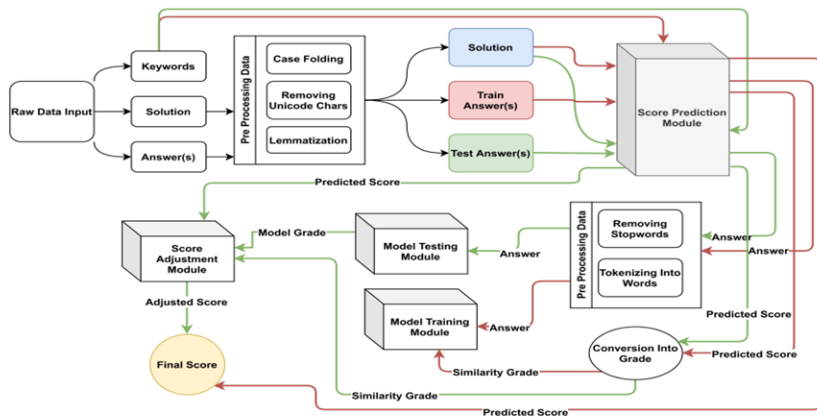 Keywords
Raw Data Input
Solution
Answer(s)
Pre Processing Data
Case Folding
Removing
Unicode Chars
Lemmatization
Solution
Train
Answer(s)
Test Answer(s)
Score Prediction
Module
Predicted Score
Score
Adjustment
Module
Model Grade
Model Testing
Module
Answer
Pre Processing Data
Removing
Stopwords
Tokenizing Into
Words
Answer
Answer
Adjusted Score
Model Training
Module
Answer
Predicted Score
Final Score
Conversion Into
Grade
Predicted Score
Similarity Grade
Similarity Grade
Predicted Score